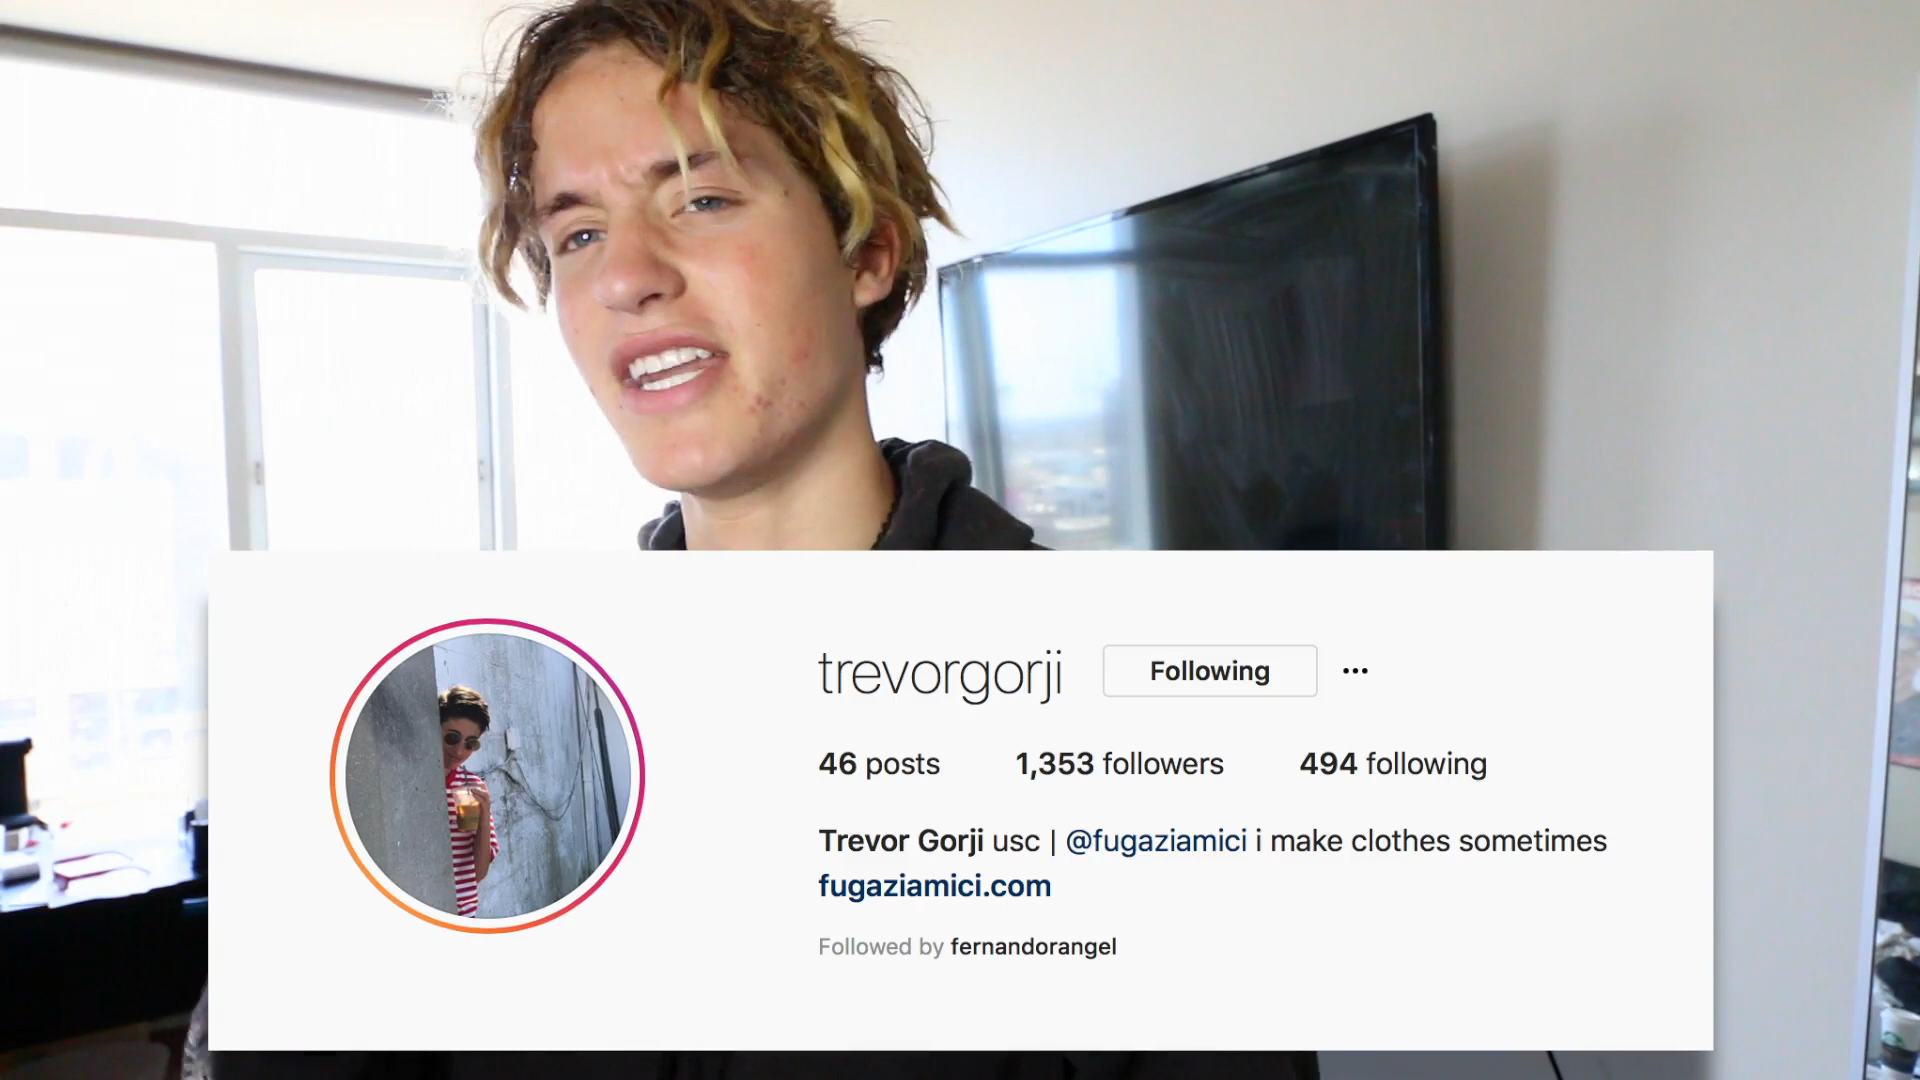 trevorgorji Following ...
46 posts 1,353 followers 494 following
Trevor Gorji usc | @fugaziamici i make clothes sometimes
fugaziamici.com
Followed by fernandorangel